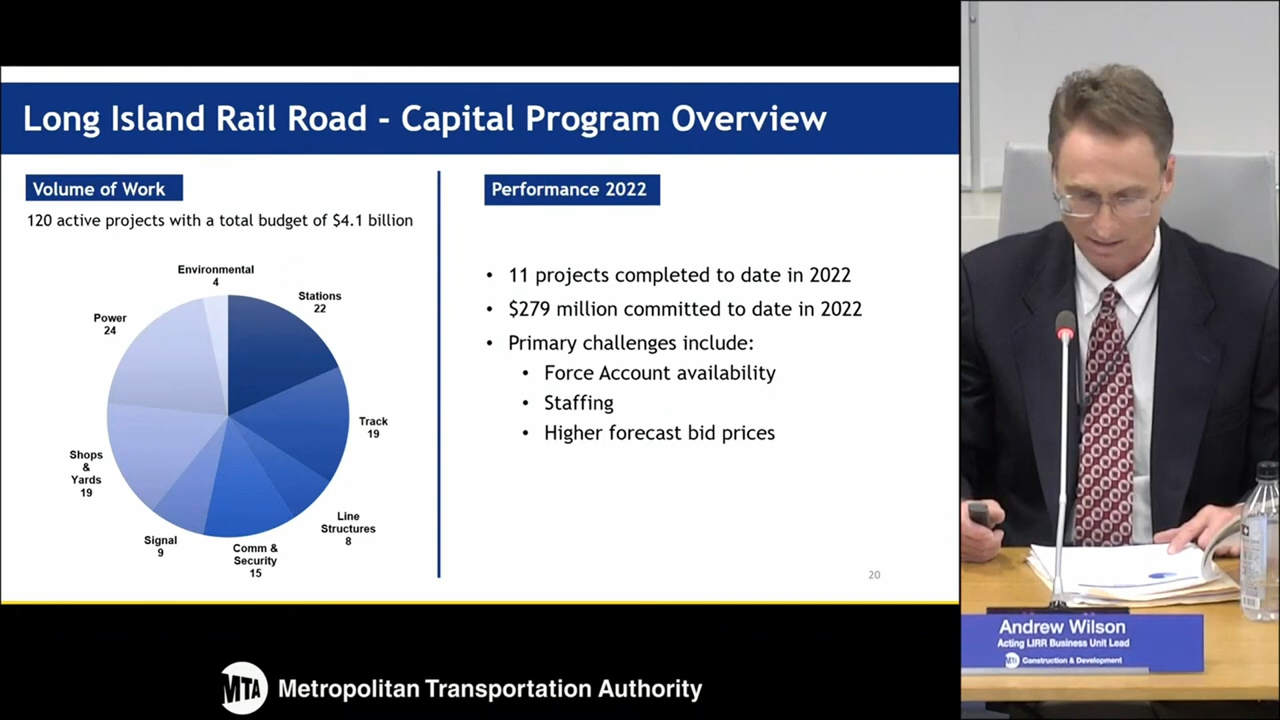 Long Island Rail Road - Capital Program Overview
Volume of Work
120 active projects with a total budget of $4.1 billion
Environmental
4
Stations
22
Power
24
Track
19
Shops
&
Yards
19
Line
Structures
8
Signal
9
Comm &
Security
15
Performance 2022
• 11 projects completed to date in 2022
• $279 million committed to date in 2022
• Primary challenges include:
• Force Account availability
• Staffing
• Higher forecast bid prices
20
Andrew Wilson
Acting LIRR Business Unit Lead
MTA Construction & Development
MTA Metropolitan Transportation Authority